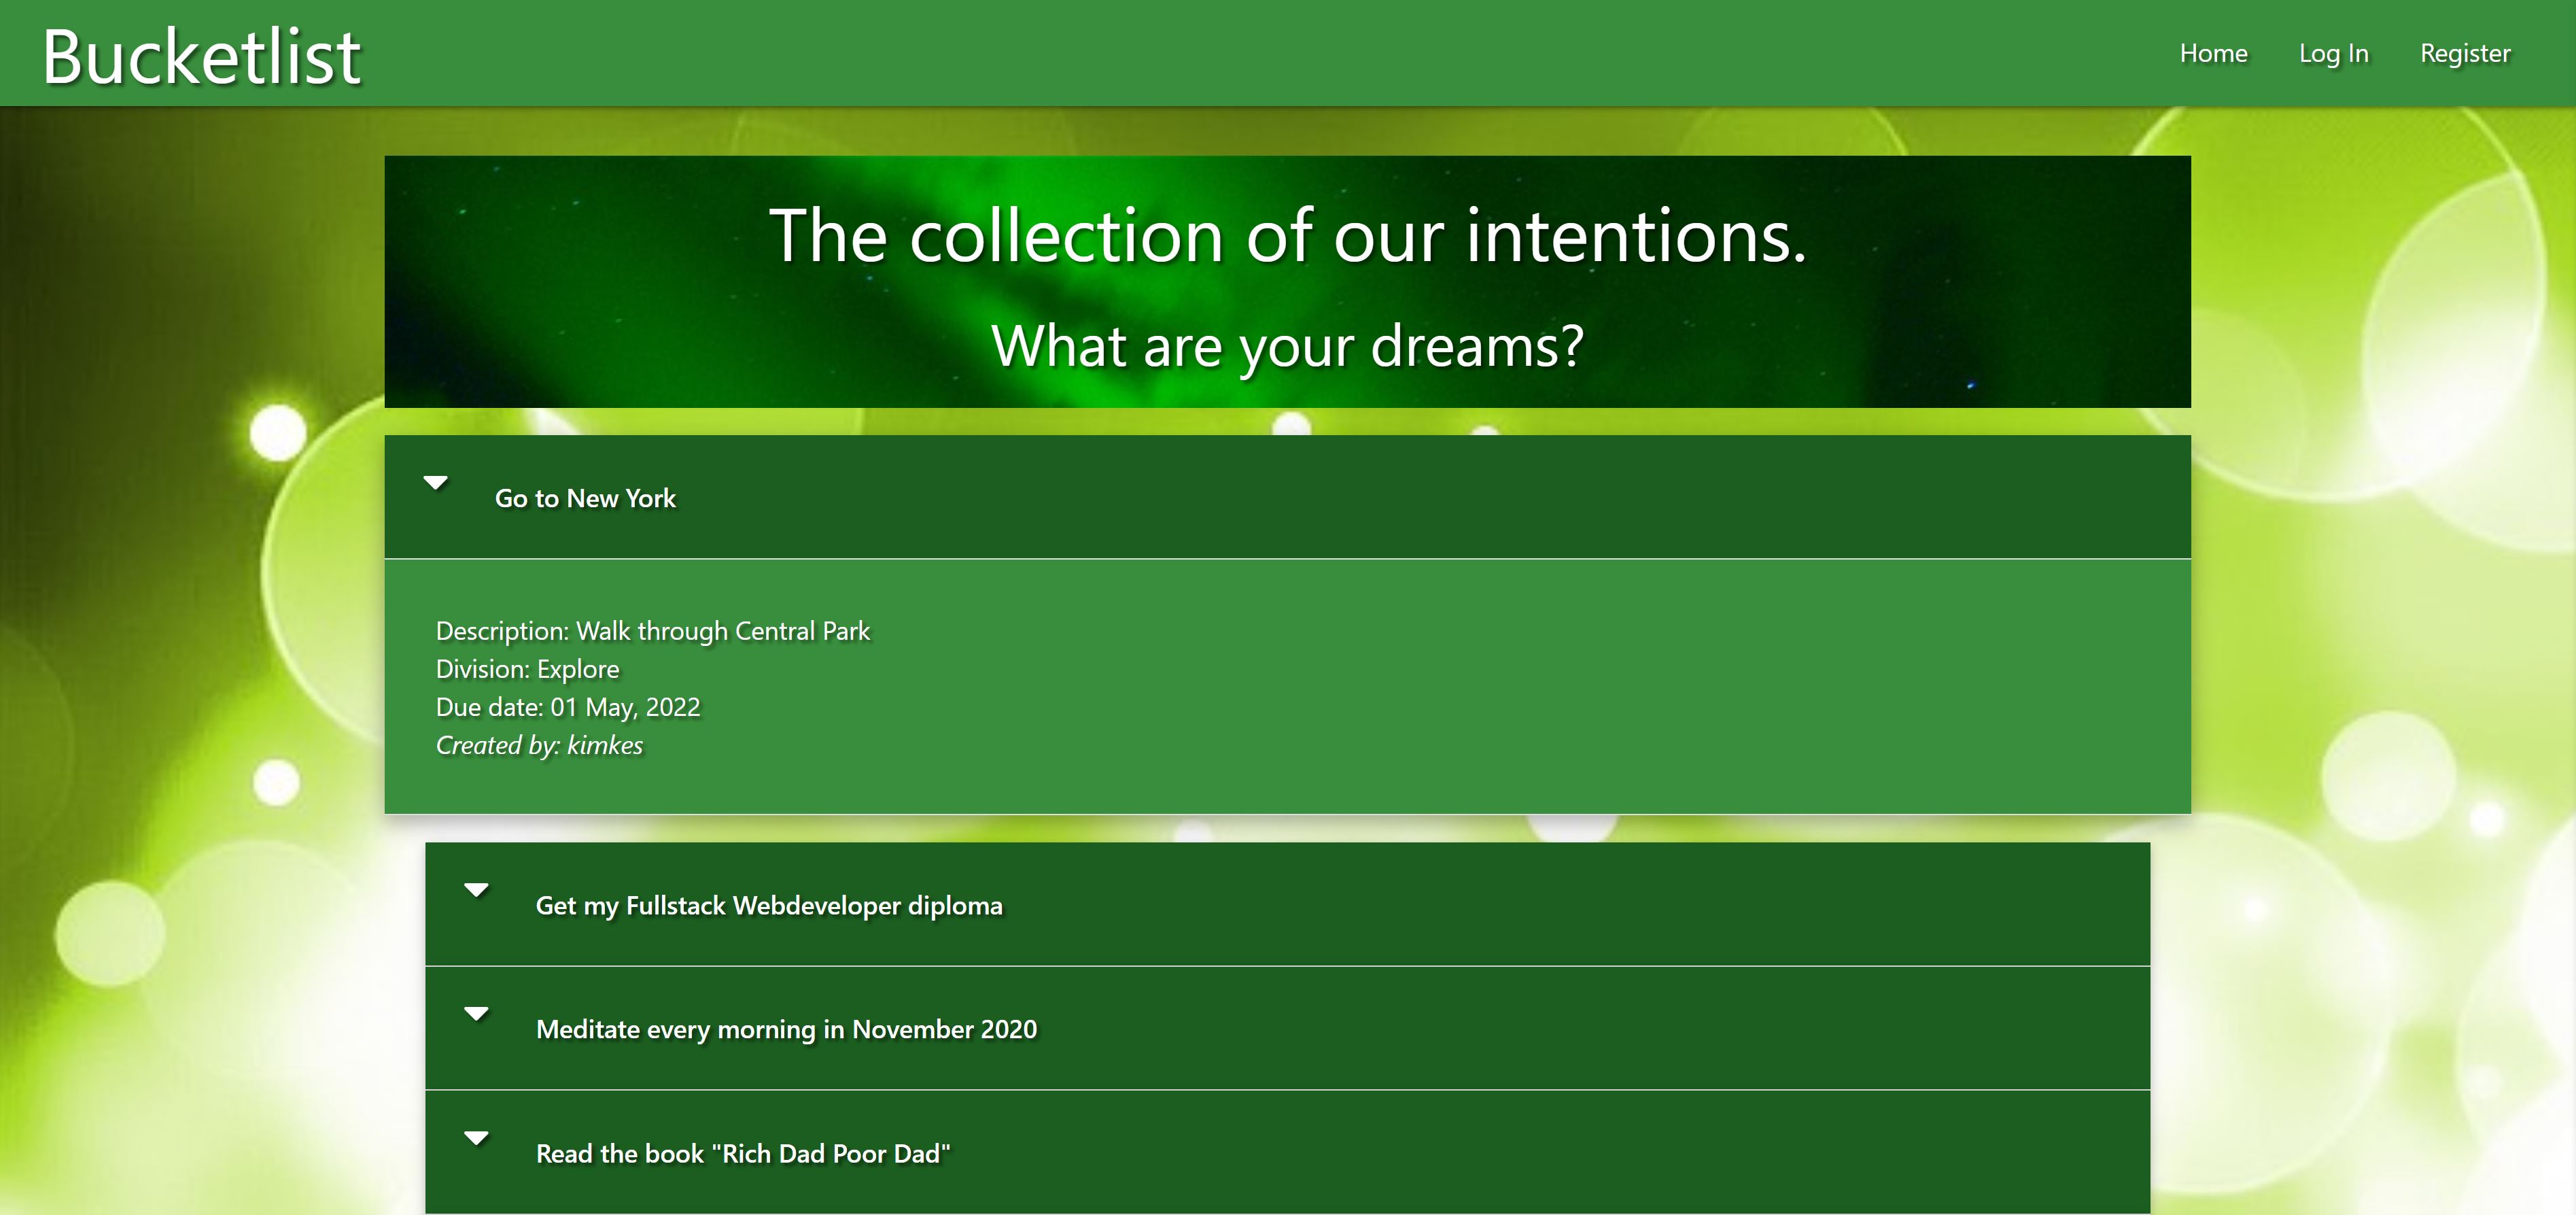 Bucketlist
Home Log In Register
The collection of our intentions.
What are your dreams?
Go to New York
Description: Walk through Central Park
Division: Explore
Due date: 01 May, 2022
Created by: kimkes
Get my Fullstack Webdeveloper diploma
Meditate every morning in November 2020
Read the book "Rich Dad Poor Dad"